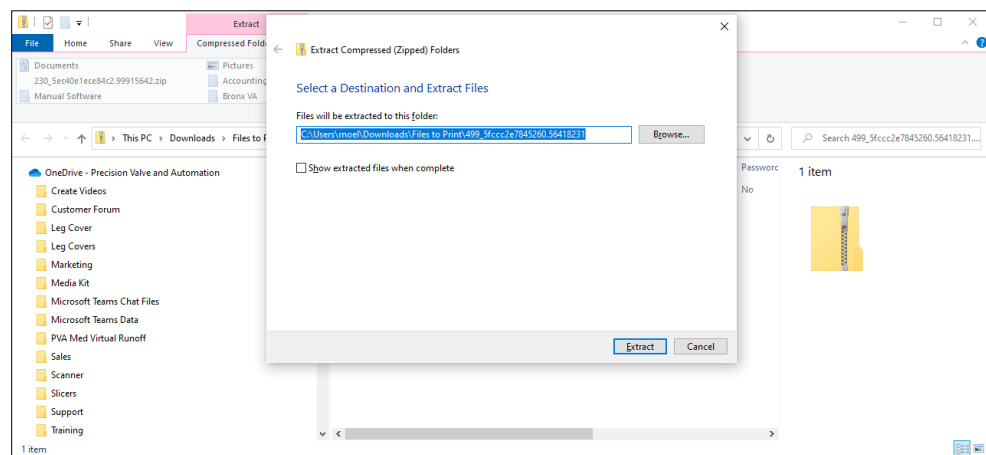 Extract
File Home Share View Compressed Fold
Documents
230_5ec40e1ece84c2.99915642.zip
Manual Software
Pictures
Accounting
Bronx VA
This PC > Downloads > Files to P
Search 499_5fccc2e7845260.56418231....
Extract Compressed (Zipped) Folders
Select a Destination and Extract Files
Files will be extracted to this folder:
C:\Users\rnoel\Downloads\Files to Print\499_5fccc2e7845260.56418231
Browse...
Show extracted files when complete
Extract Cancel
OneDrive - Precision Valve and Automation
Create Videos
Customer Forum
Leg Cover
Leg Covers
Marketing
Media Kit
Microsoft Teams Chat Files
Microsoft Teams Data
PVA Med Virtual Runoff
Sales
Scanner
Slicers
Support
Training
Passworc
No
1 item
1 item